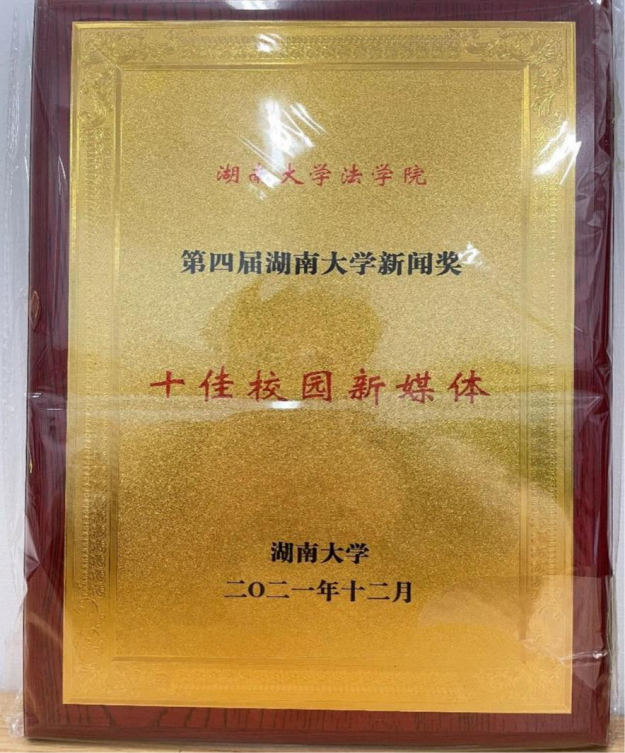 湖南大学法学院
第四届湖南大学新闻奖
十佳校园新媒体
湖南大学
二〇二一年十二月